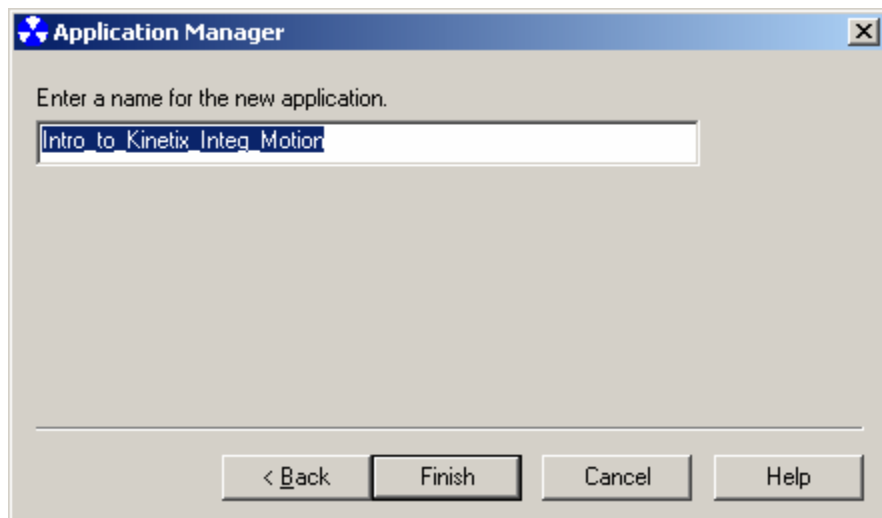 Application Manager
Enter a name for the new application.
Intro_to_Kinetix_Integ_Motion
< Back Finish Cancel Help